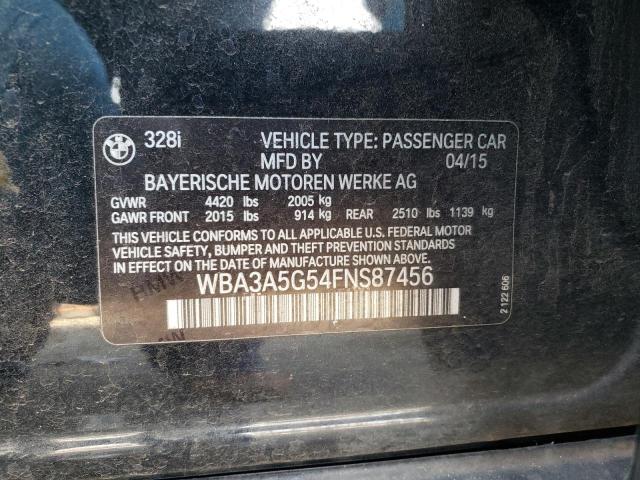 BMW 328i VEHICLE TYPE: PASSENGER CAR
MFD BY 04/15
BAYERISCHE MOTOREN WERKE AG
GVWR 4420 lbs 2005 kg
GAWR FRONT 2015 lbs 914 kg REAR 2510 lbs 1139 kg
THIS VEHICLE CONFORMS TO ALL APPLICABLE U.S. FEDERAL MOTOR
VEHICLE SAFETY, BUMPER AND THEFT PREVENTION STANDARDS
IN EFFECT ON THE DATE OF MANUFACTURE SHOWN ABOVE.
WBA3A5G54FNS87456
2 122 606